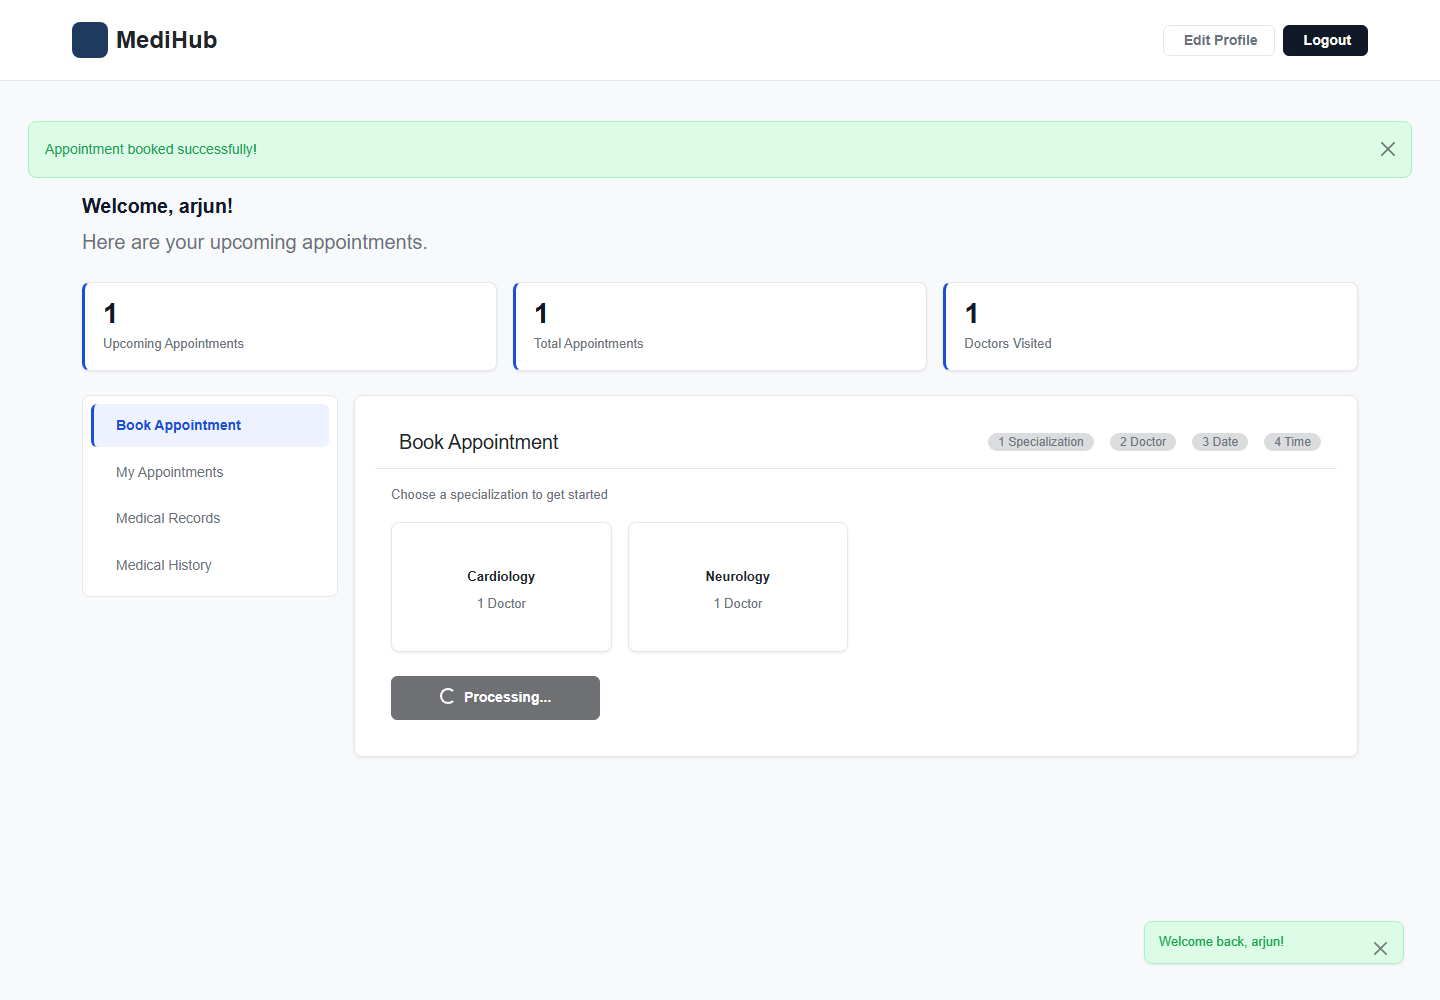 MediHub
Edit Profile
Logout
Appointment booked successfully!
Welcome, arjun!
Here are your upcoming appointments.
1
Upcoming Appointments
1
Total Appointments
1
Doctors Visited
Book Appointment
My Appointments
Medical Records
Medical History
Book Appointment
1 Specialization
2 Doctor
3 Date
4 Time
Choose a specialization to get started
Cardiology
1 Doctor
Neurology
1 Doctor
Processing...
Welcome back, arjun!